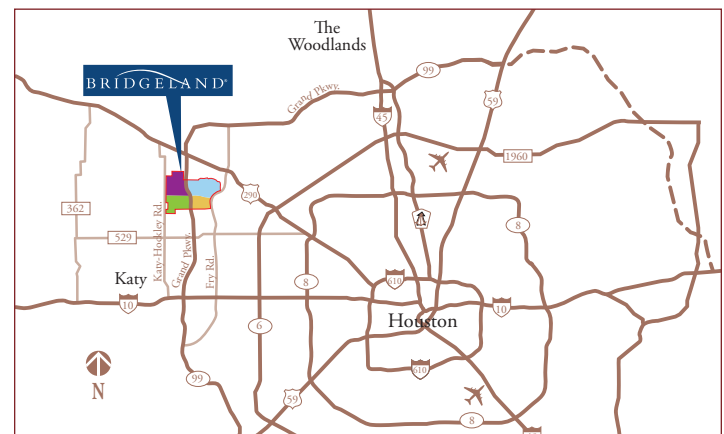 The
Woodlands
99
59
BRIDGELAND®
Grand Pkwy.
45
1960
290
362
Katy-Hockley Rd.
529
Grand Pkwy.
Fry Rd.
8
Katy
8
610
10
10
6
Houston
610
N
99
59
8